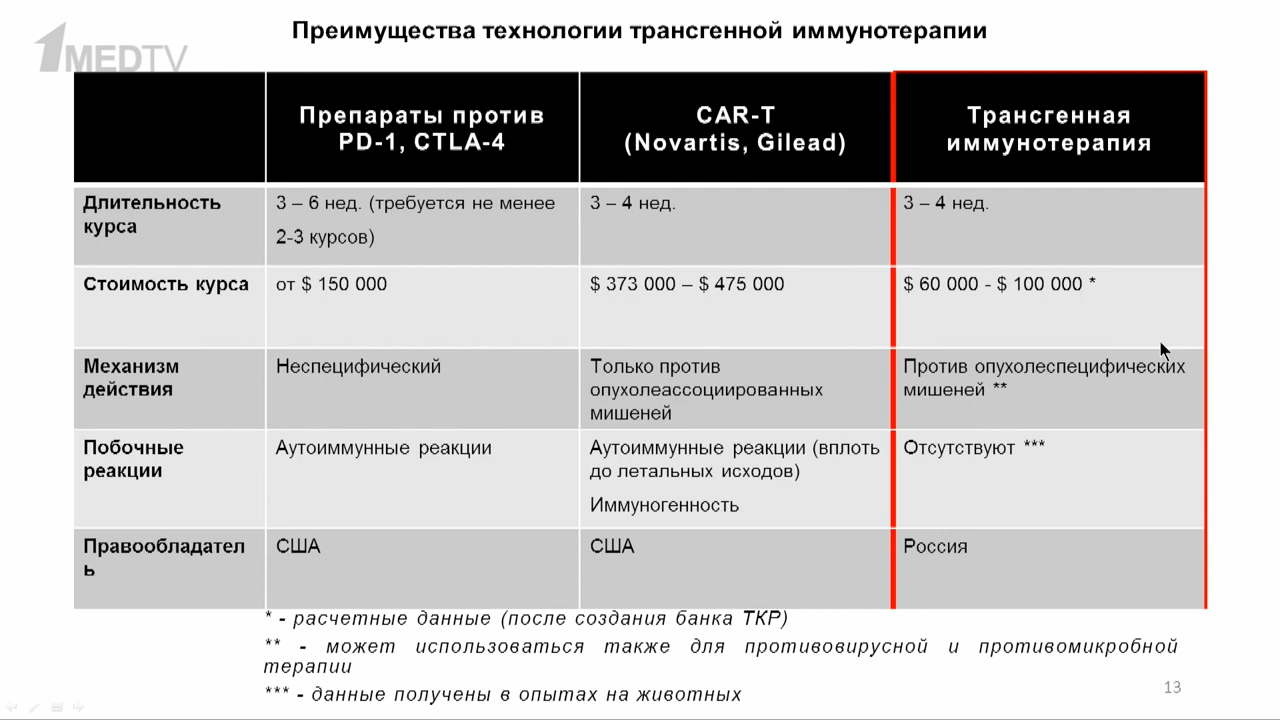 Преимущества технологии трансгенной иммунотерапии
1MEDTV
Препараты против
PD-1, CTLA-4
CAR-T
(Novartis, Gilead)
Трансгенная
иммунотерапия
Длительность
курса
3 – 6 нед. (требуется не менее
2-3 курсов)
3 – 4 нед.
3 – 4 нед.
Стоимость курса
от $ 150 000
$ 373 000 – $ 475 000
$ 60 000 - $ 100 000 *
Механизм
действия
Неспецифический
Только против
опухолеассоциированных
мишеней
Против опухолеспецифических
мишеней **
Побочные
реакции
Аутоиммунные реакции
Аутоиммунные реакции (вплоть
до летальных исходов)
Иммуногенность
Отсутствуют ***
Правообладател
ь
США
США
Россия
* - расчетные данные (после создания банка ТКР)
** - может использоваться также для противовирусной и противомикробной
терапии
*** - данные получены в опытах на животных
13